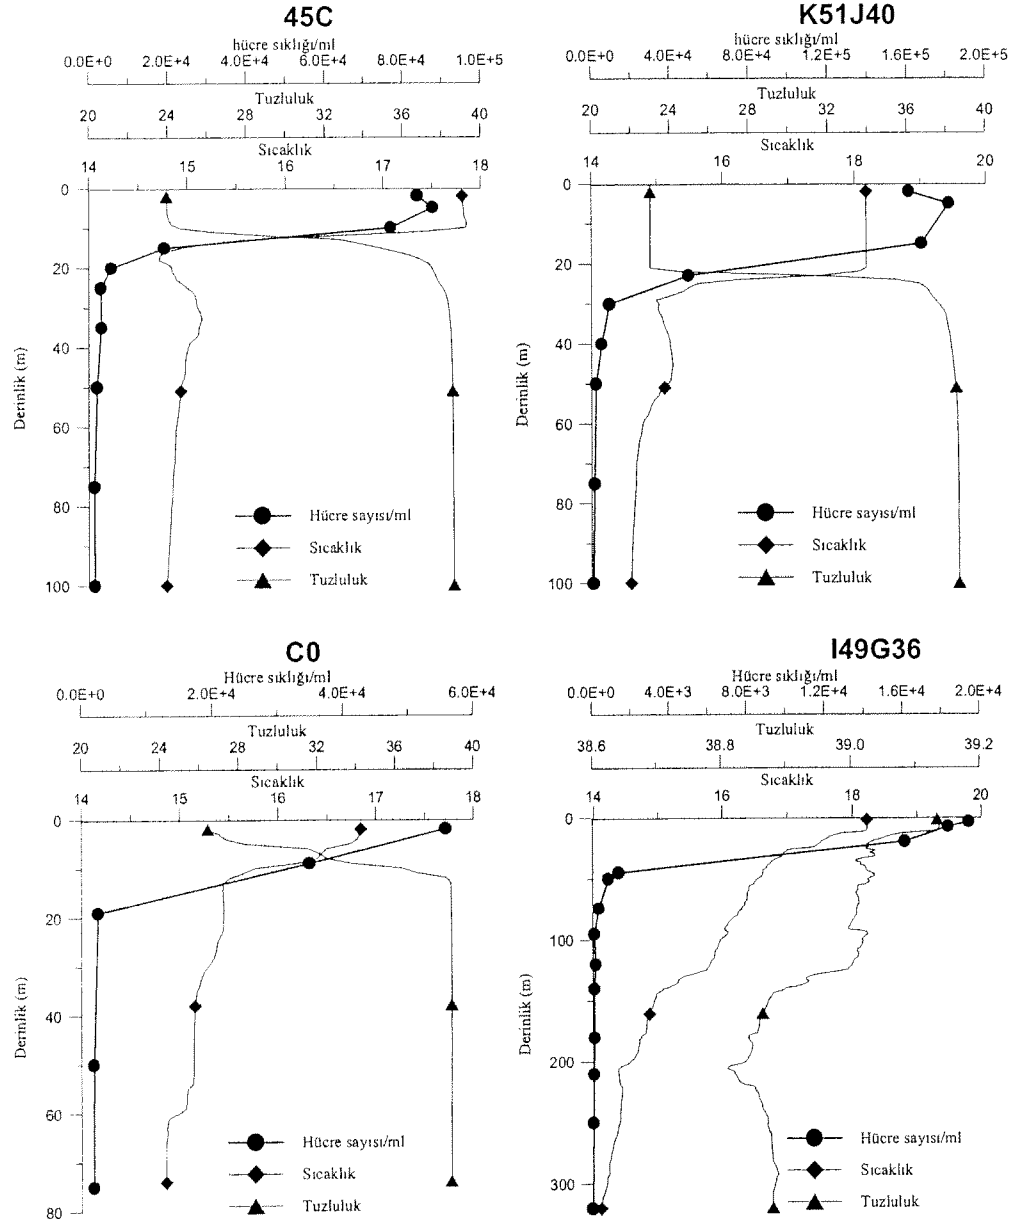 45C
hücre sıklığı/ml
0.0E+0 2.0E+4 4.0E+4 6.0E+4 8.0E+4 1.0E+5
Tuzluluk
20 24 28 32 36 40
Sıcaklık
14 15 16 17 18
0
20
40
60
80
100
Derinlik (m)
Hücre sayısı/ml
Sıcaklık
Tuzluluk
K51J40
hücre sıklığı/ml
0.0E+0 4.0E+4 8.0E+4 1.2E+5 1.6E+5 2.0E+5
Tuzluluk
20 24 28 32 36 40
Sıcaklık
14 16 18 20
0
20
40
60
80
100
Derinlik (m)
Hücre sayısı/ml
Sıcaklık
Tuzluluk
C0
Hücre sıklığı/ml
0.0E+0 2.0E+4 4.0E+4 6.0E+4
Tuzluluk
20 24 28 32 36 40
Sıcaklık
14 15 16 17 18
0
20
40
60
80
Derinlik (m)
Hücre sayısı/ml
Sıcaklık
Tuzluluk
I49G36
Hücre sıklığı/ml
0.0E+0 4.0E+3 8.0E+3 1.2E+4 1.6E+4 2.0E+4
Tuzluluk
38.6 38.8 39.0 39.2
Sıcaklık
14 16 18 20
0
100
200
300
Derinlik (m)
Hücre sayısı/ml
Sıcaklık
Tuzluluk